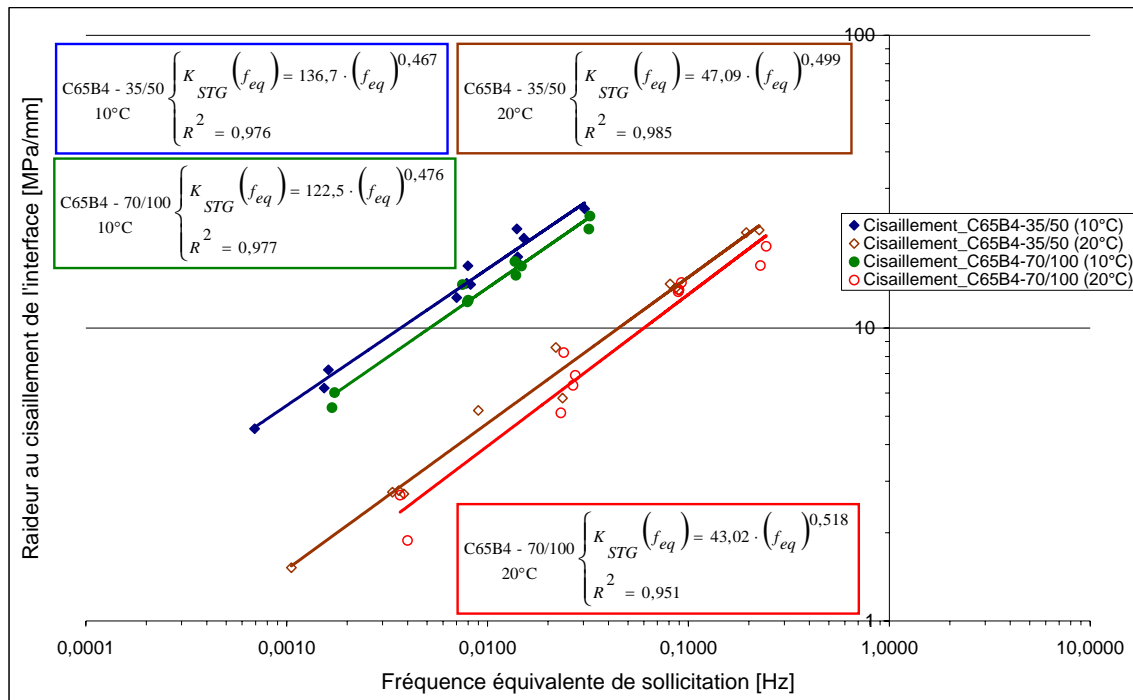 C65B4 - 35/50
10°C
K_STG (f_eq) = 136,7 · (f_eq)^0,467
R^2 = 0,976
C65B4 - 35/50
20°C
K_STG (f_eq) = 47,09 · (f_eq)^0,499
R^2 = 0,985
C65B4 - 70/100
10°C
K_STG (f_eq) = 122,5 · (f_eq)^0,476
R^2 = 0,977
C65B4 - 70/100
20°C
K_STG (f_eq) = 43,02 · (f_eq)^0,518
R^2 = 0,951
Cisaillement_C65B4-35/50 (10°C)
Cisaillement_C65B4-35/50 (20°C)
Cisaillement_C65B4-70/100 (10°C)
Cisaillement_C65B4-70/100 (20°C)
100
10
1
Raideur au cisaillement de l'interface [MPa/mm]
0,0001
0,0010
0,0100
0,1000
1,0000
10,0000
Fréquence équivalente de sollicitation [Hz]